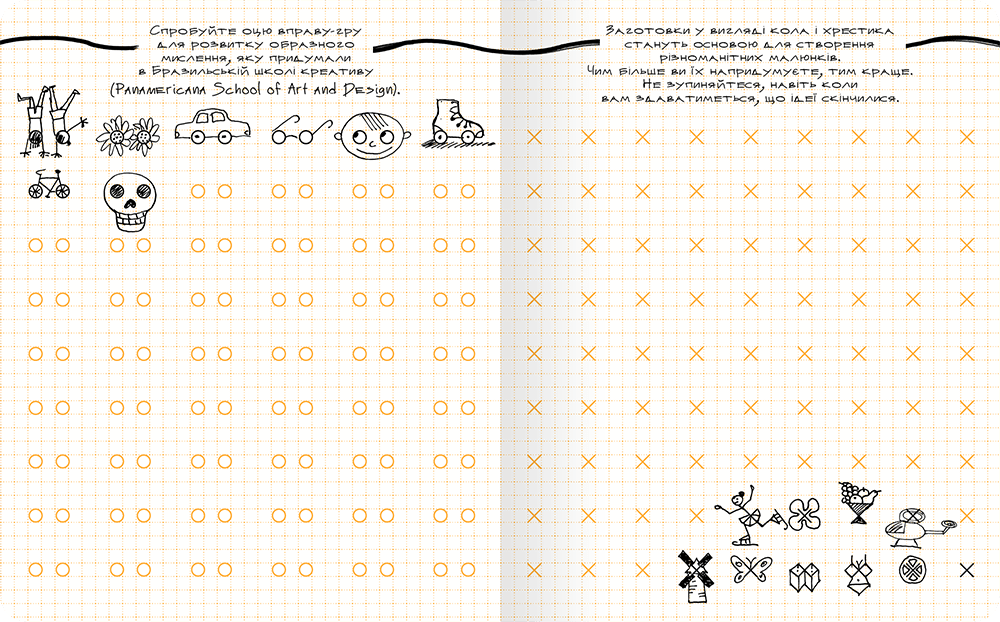 Спробуйте оцю вправу-гру
для розвитку образного
мислення, яку придумали
в Бразильській школі креативу
(Panamericana School of Art and Design).
Заготовки у вигляді кола і хрестика
стануть основою для створення
різноманітних малюнків.
Чим більше ви їх напридумуєте, тим краще.
Не зупиняйтеся, навіть коли
вам здаватиметься, що ідеї скінчилися.